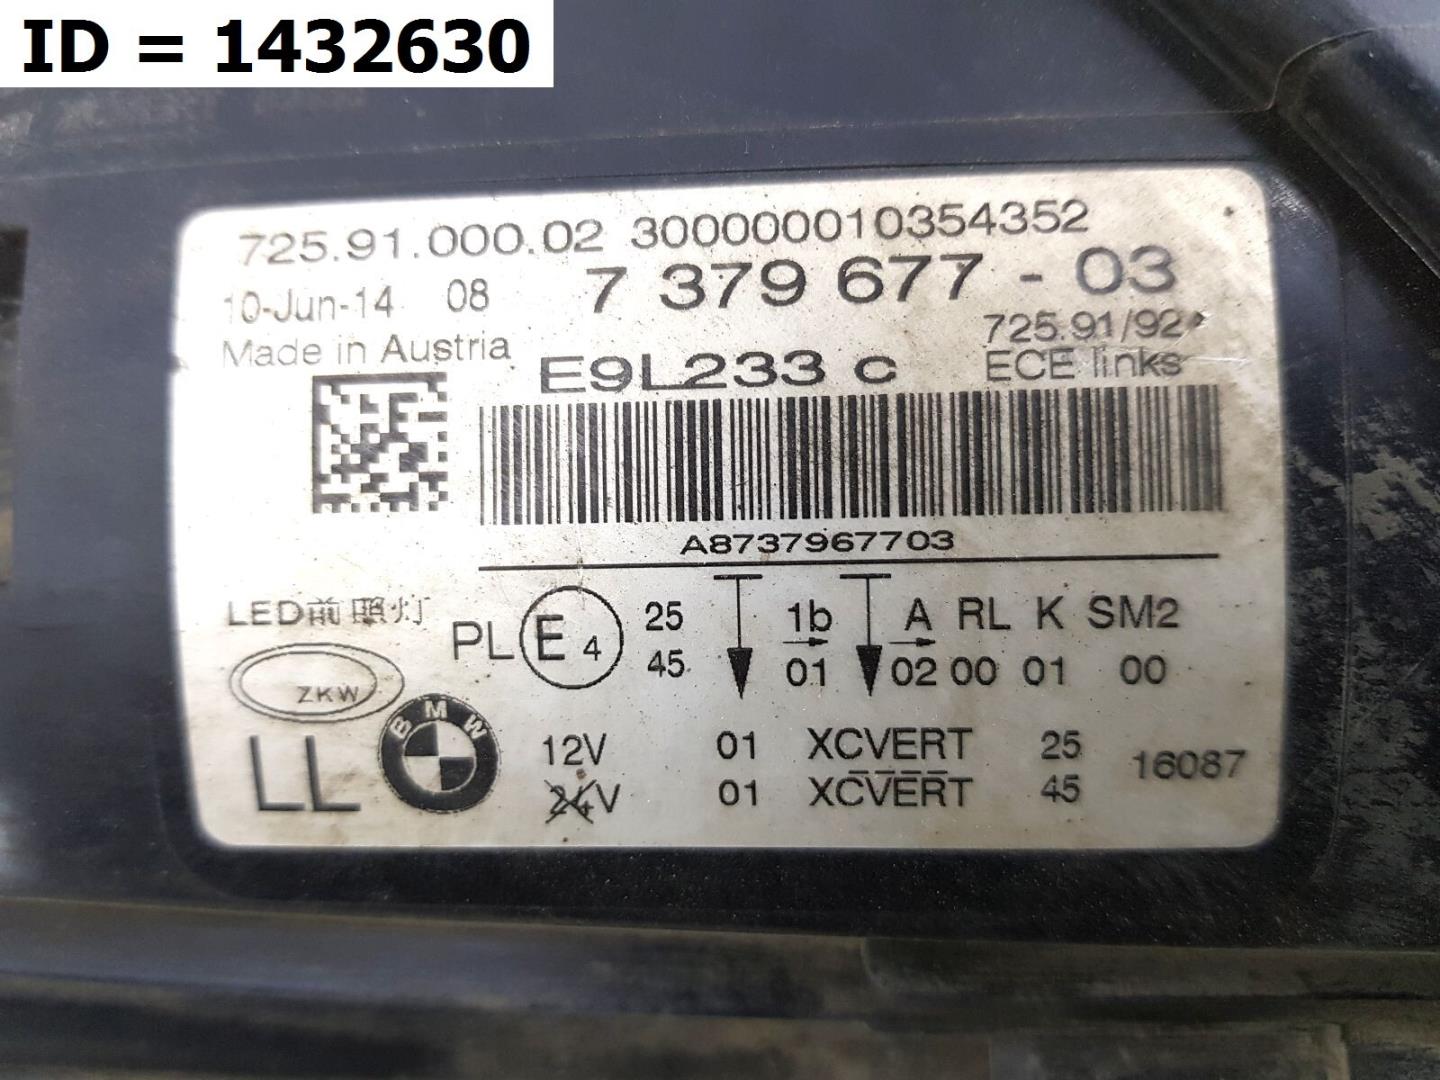 ID = 1432630
725.91.000.02 300000010354352
10-Jun-14 08 7 379 677 - 03
Made in Austria 725.91/92
E9L233 C ECE links
A8737967703
LED前照灯 PL E4 25 1b A RL K SM2
45 01 02 00 01 00
ZKW
BMW
LL 12V 01 XCVERT 25 16087
24V 01 XCVERT 45